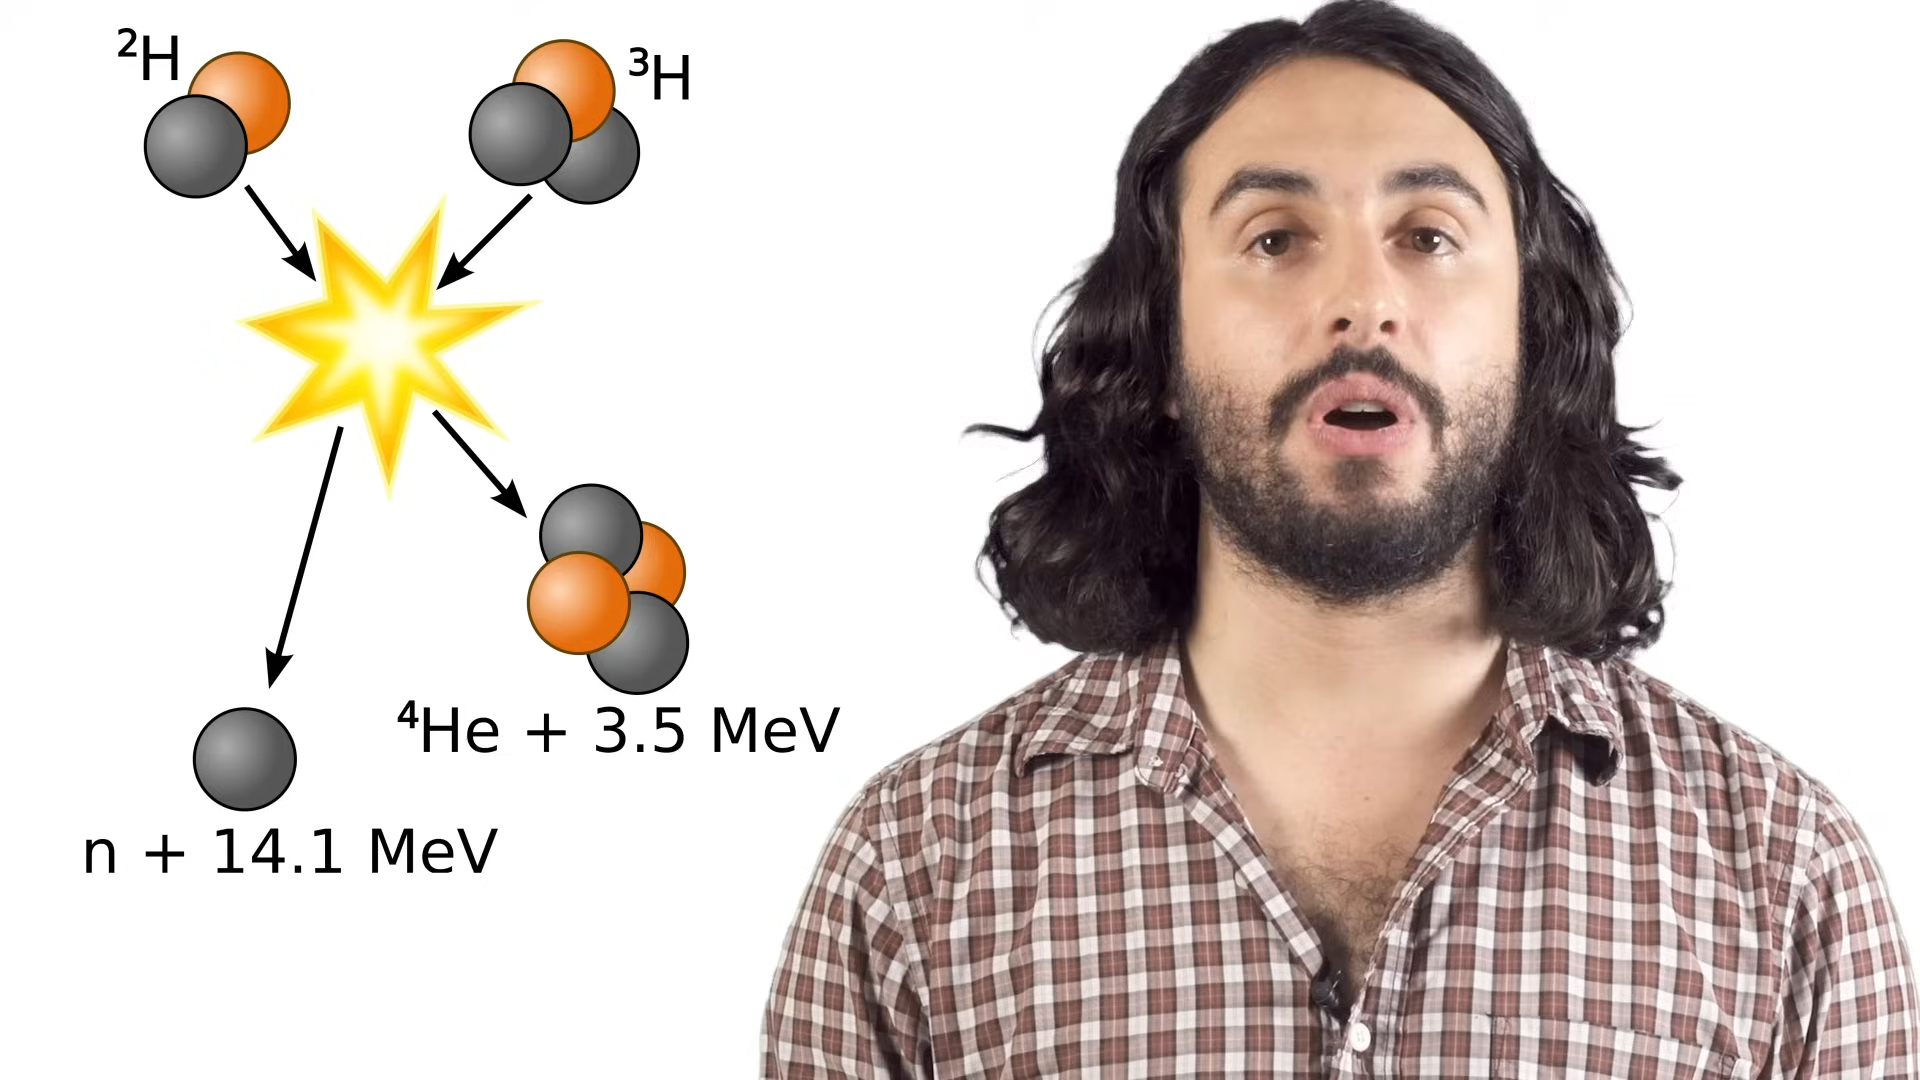 ²H
³H
⁴He + 3.5 MeV
n + 14.1 MeV